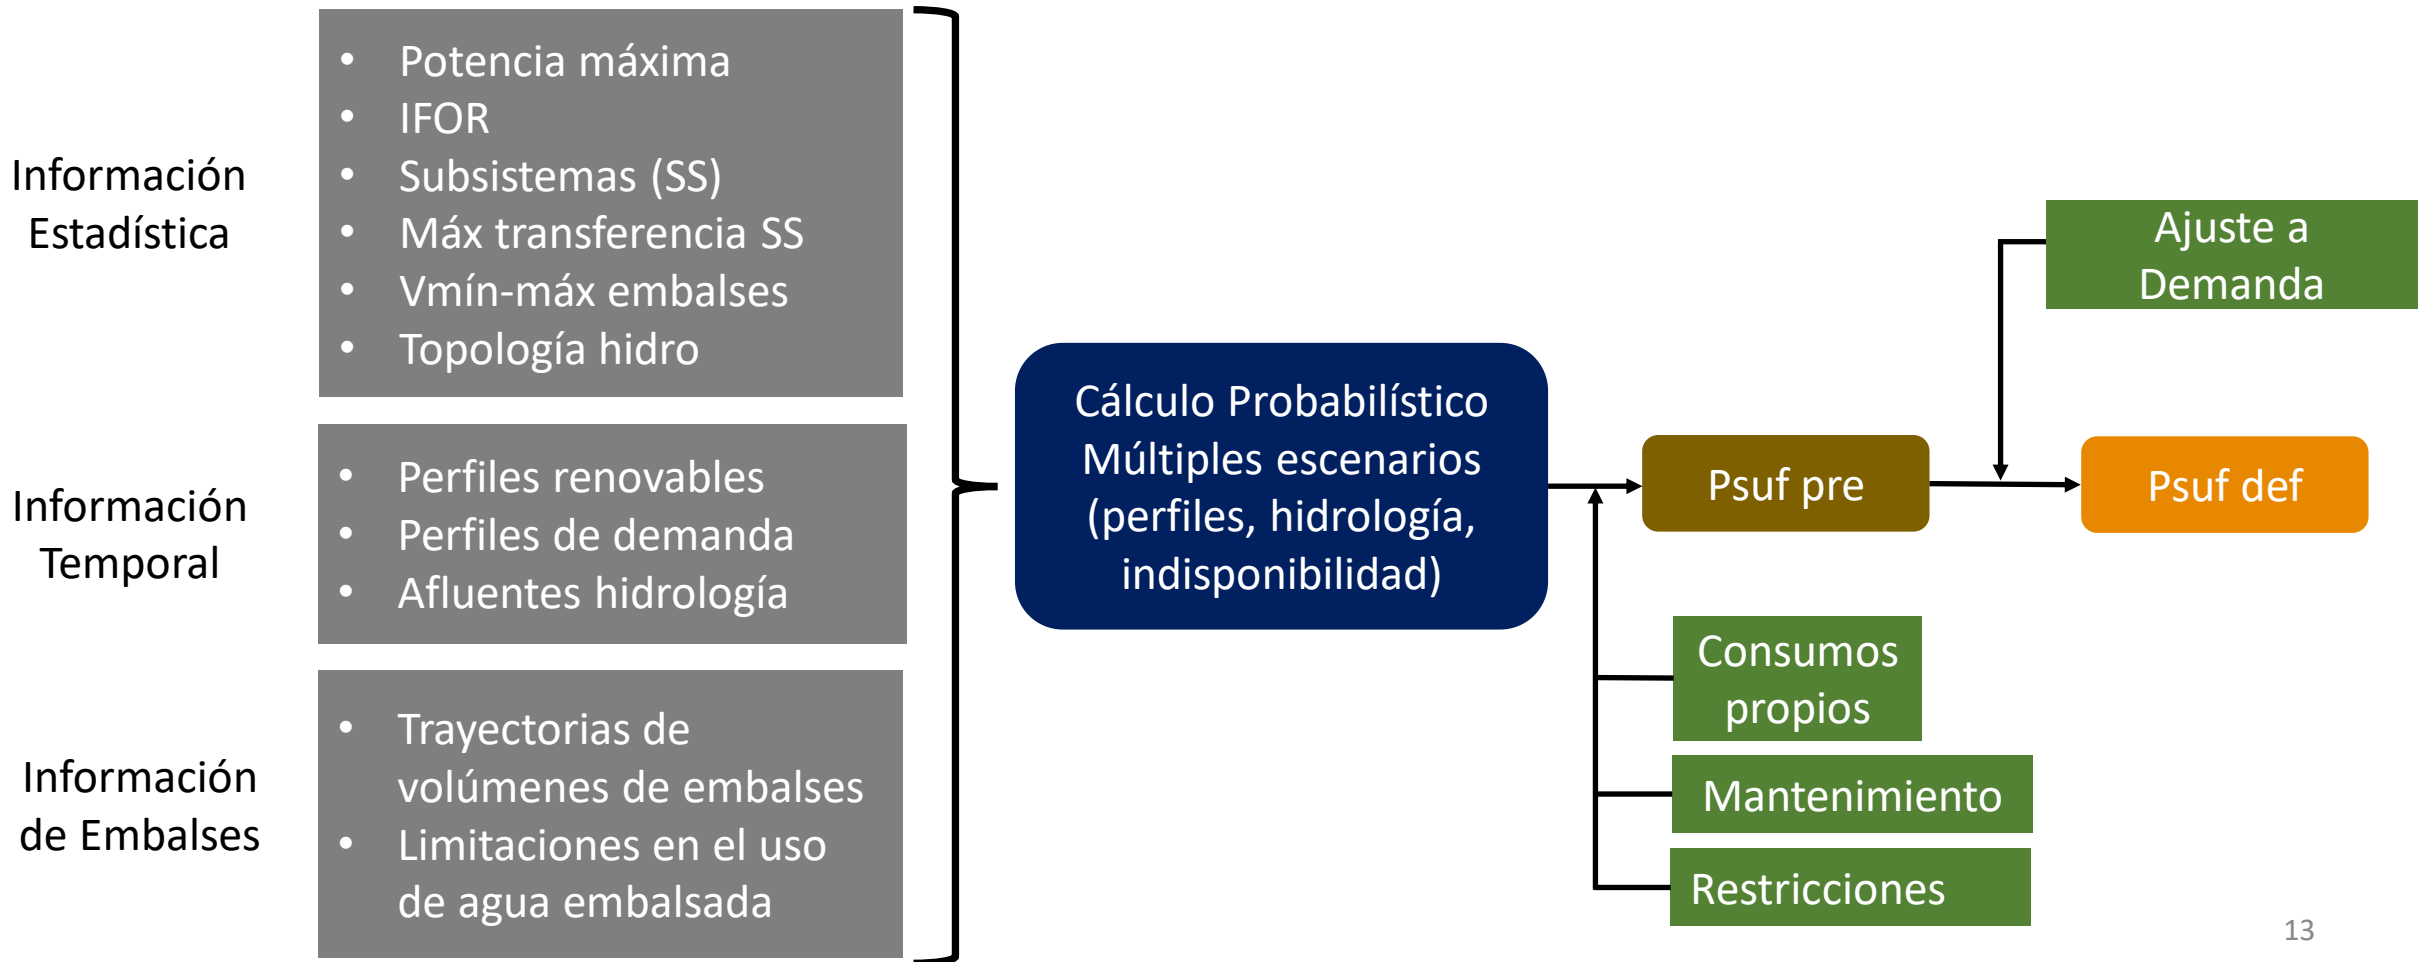 Información
Estadística
• Potencia máxima
• IFOR
• Subsistemas (SS)
• Máx transferencia SS
• Vmín-máx embalses
• Topología hidro
Información
Temporal
• Perfiles renovables
• Perfiles de demanda
• Afluentes hidrología
Información
de Embalses
• Trayectorias de
volúmenes de embalses
• Limitaciones en el uso
de agua embalsada
Cálculo Probabilístico
Múltiples escenarios
(perfiles, hidrología,
indisponibilidad)
Psuf pre
Ajuste a
Demanda
Psuf def
Consumos
propios
Mantenimiento
Restricciones
13